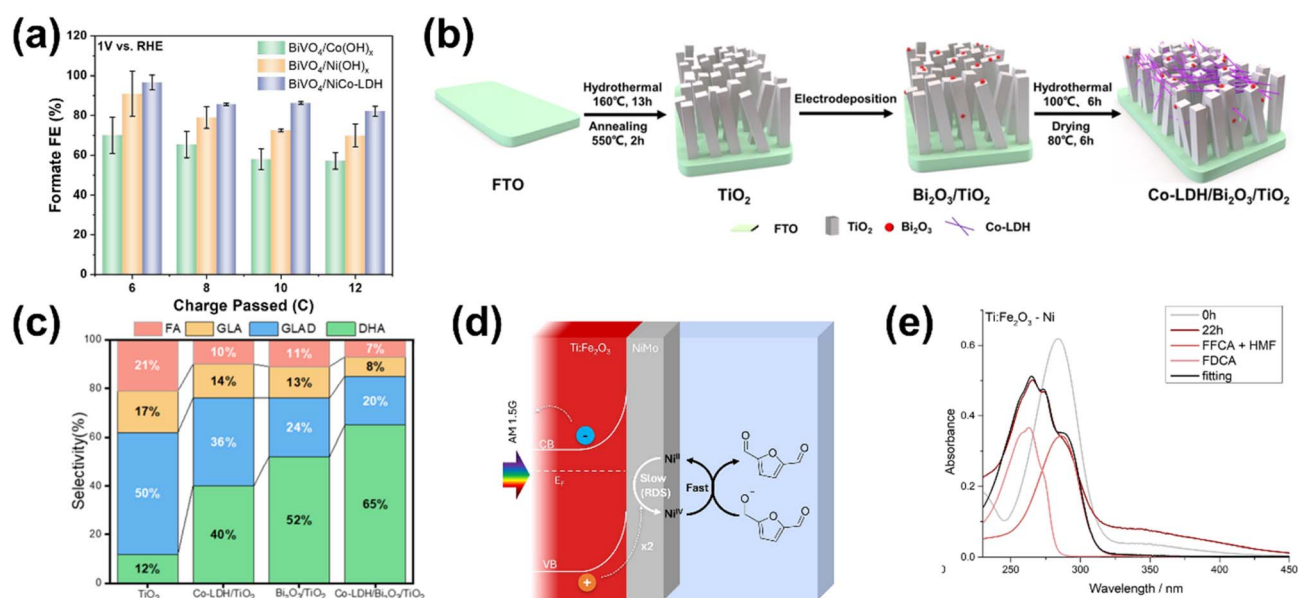 (a)
1V vs. RHE
BiVO₄/Co(OH)ₓ
BiVO₄/Ni(OH)ₓ
BiVO₄/NiCo-LDH
Formate FE (%)
120
100
80
60
40
20
0
6
8
10
12
Charge Passed (C)
(b)
FTO
Hydrothermal
160℃, 13h
Annealing
550℃, 2h
TiO₂
Electrodeposition
Bi₂O₃/TiO₂
Hydrothermal
100℃, 6h
Drying
80℃, 6h
Co-LDH/Bi₂O₃/TiO₂
FTO
TiO₂
Bi₂O₃
Co-LDH
(c)
FA
GLA
GLAD
DHA
Selectivity(%)
100
80
60
40
20
0
21%
17%
50%
12%
10%
14%
36%
40%
11%
13%
24%
52%
7%
8%
20%
65%
TiO₂
Co-LDH/TiO₂
Bi₂O₃/TiO₂
Co-LDH/Bi₂O₃/TiO₂
(d)
Ti:Fe₂O₃
NiMo
AM 1.5G
CB
-
E_F
VB
+
Slow
(RDS)
x2
Niᴵᴵ
Niᴵⱽ
Fast
O
O
O
O⁻
O
O
(e)
Ti:Fe₂O₃ - Ni
0h
22h
FFCA + HMF
FDCA
fitting
Absorbance
0.6
0.4
0.2
0.0
250
290
330
370
410
450
Wavelength / nm